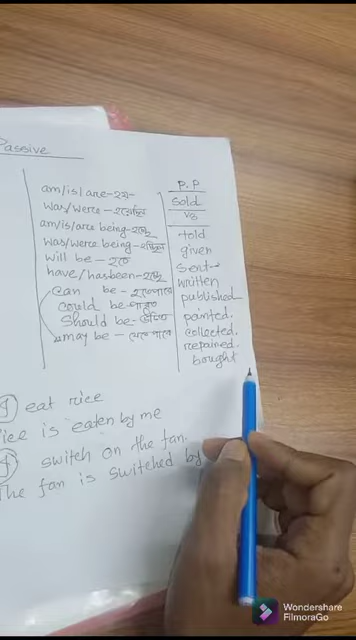 Passive
P.P
am/is/are-হয়-
sold
was/were-হয়েছিল
V3
am/is/are being-হচ্ছে
told
was/were being-হচ্ছিল
given
will be-হবে
sent
have/has been-হয়েছে
written
can be-হতে পারে
published
could be-
painted.
Should be-উচিত
collected.
may be-যেতে পারে
repaired.
bought
I eat rice
rice is eaten by me
I switch on the fan.
The fan is switched by
Wondershare
FilmoraGo